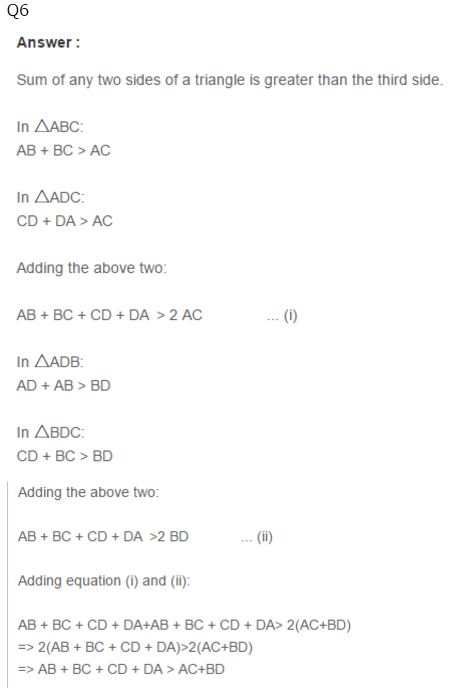 Q6
Answer :
Sum of any two sides of a triangle is greater than the third side.
In △ABC:
AB + BC > AC
In △ADC:
CD + DA > AC
Adding the above two:
AB + BC + CD + DA > 2 AC ... (i)
In △ADB:
AD + AB > BD
In △BDC:
CD + BC > BD
Adding the above two:
AB + BC + CD + DA >2 BD ... (ii)
Adding equation (i) and (ii):
AB + BC + CD + DA+AB + BC + CD + DA> 2(AC+BD)
=> 2(AB + BC + CD + DA)>2(AC+BD)
=> AB + BC + CD + DA > AC+BD